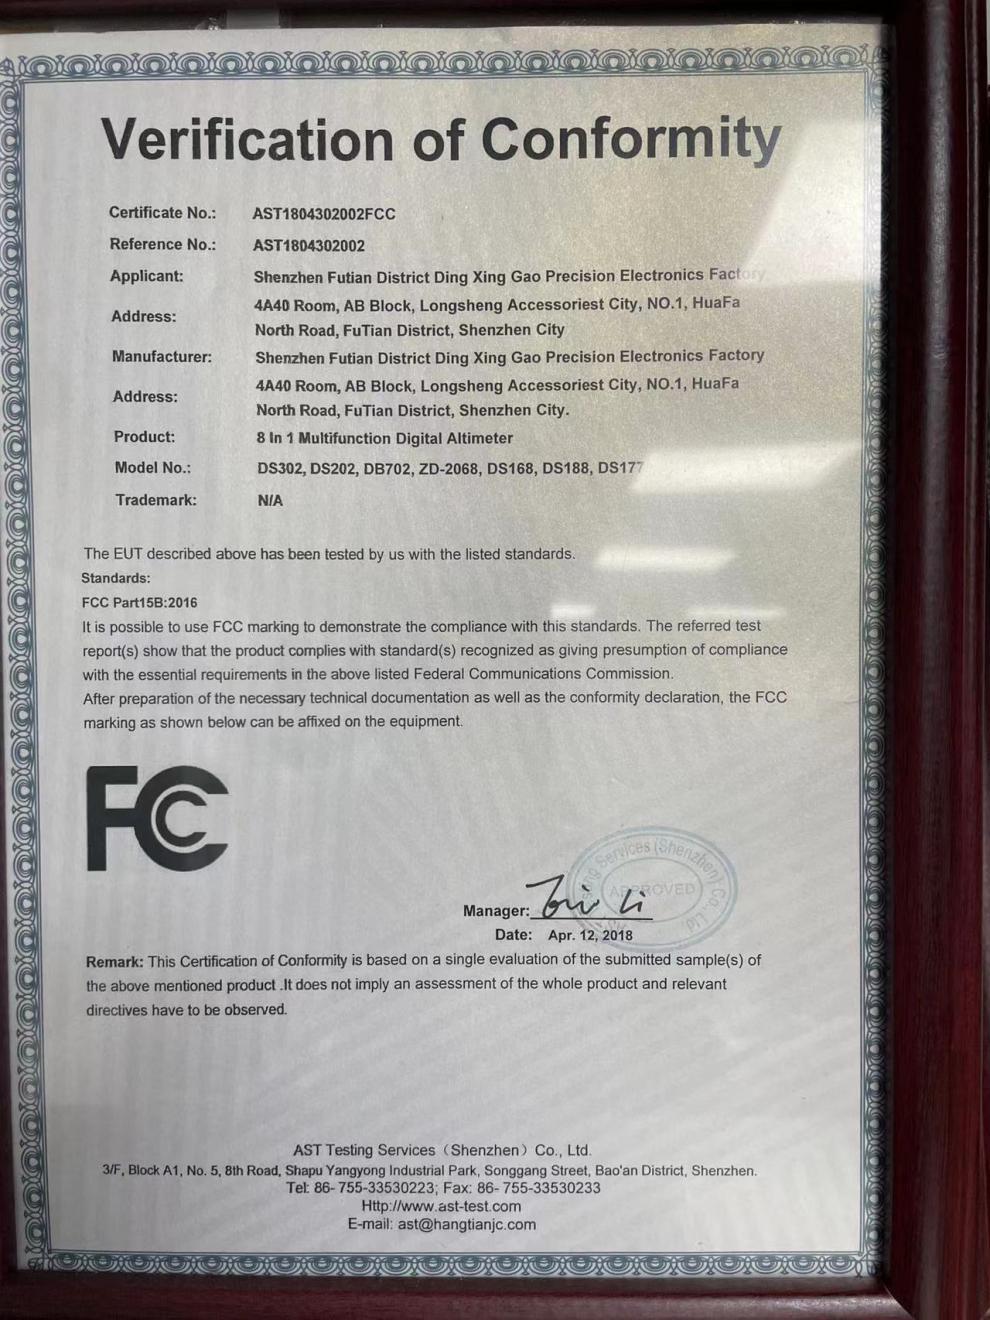 Verification of Conformity
Certificate No.: AST1804302002FCC
Reference No.: AST1804302002
Applicant: Shenzhen Futian District Ding Xing Gao Precision Electronics Factory
Address: 4A40 Room, AB Block, Longsheng Accessoriest City, NO.1, HuaFa
North Road, FuTian District, Shenzhen City
Manufacturer: Shenzhen Futian District Ding Xing Gao Precision Electronics Factory
Address: 4A40 Room, AB Block, Longsheng Accessoriest City, NO.1, HuaFa
North Road, FuTian District, Shenzhen City.
Product: 8 In 1 Multifunction Digital Altimeter
Model No.: DS302, DS202, DB702, ZD-2068, DS168, DS188, DS177
Trademark: N/A
The EUT described above has been tested by us with the listed standards.
Standards:
FCC Part15B:2016
It is possible to use FCC marking to demonstrate the compliance with this standards. The referred test
report(s) show that the product complies with standard(s) recognized as giving presumption of compliance
with the essential requirements in the above listed Federal Communications Commission.
After preparation of the necessary technical documentation as well as the conformity declaration, the FCC
marking as shown below can be affixed on the equipment.
FCC
Services (Shenzhen) Co., Ltd
APPROVED
Manager:
Date: Apr. 12, 2018
Remark: This Certification of Conformity is based on a single evaluation of the submitted sample(s) of
the above mentioned product .It does not imply an assessment of the whole product and relevant
directives have to be observed.
AST Testing Services（Shenzhen）Co., Ltd.
3/F, Block A1, No. 5, 8th Road, Shapu Yangyong Industrial Park, Songgang Street, Bao'an District, Shenzhen.
Tel: 86- 755-33530223; Fax: 86- 755-33530233
Http://www.ast-test.com
E-mail: ast@hangtianjc.com